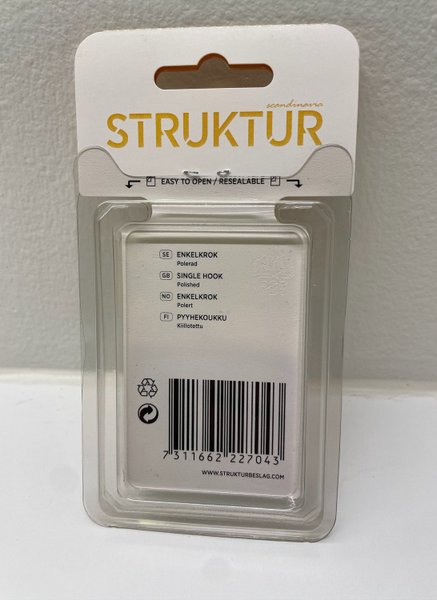 scandinavia
STRUKTUR
EASY TO OPEN / RESEALABLE
SE ENKELKROK
Polerad
GB SINGLE HOOK
Polished
NO ENKELKROK
Polert
FI PYYHEKOUKKU
Kiillotettu
7 311662 227043
WWW.STRUKTURBESLAG.COM